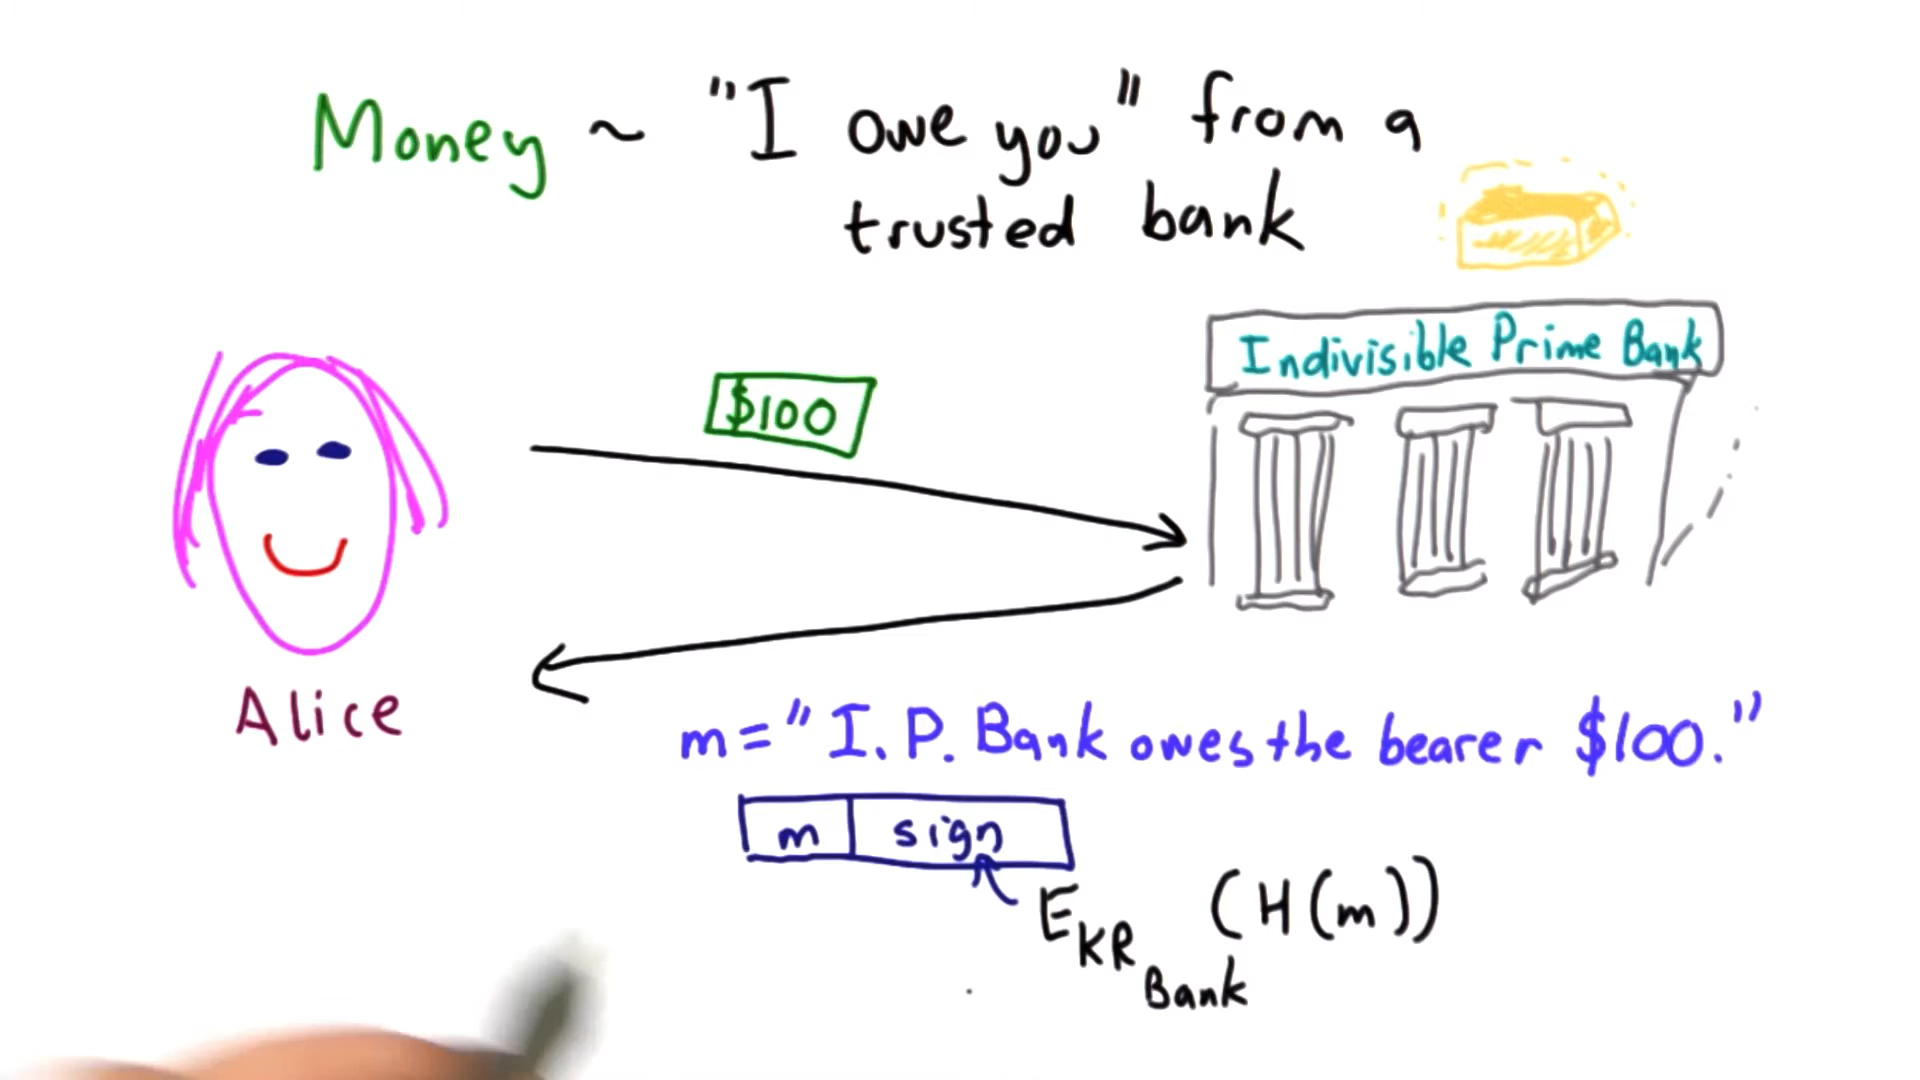 Money ~ "I owe you" from a
trusted bank
Indivisible Prime Bank
$100
Alice
m = "I. P. Bank owes the bearer $100."
m sign
E KR Bank (H(m))